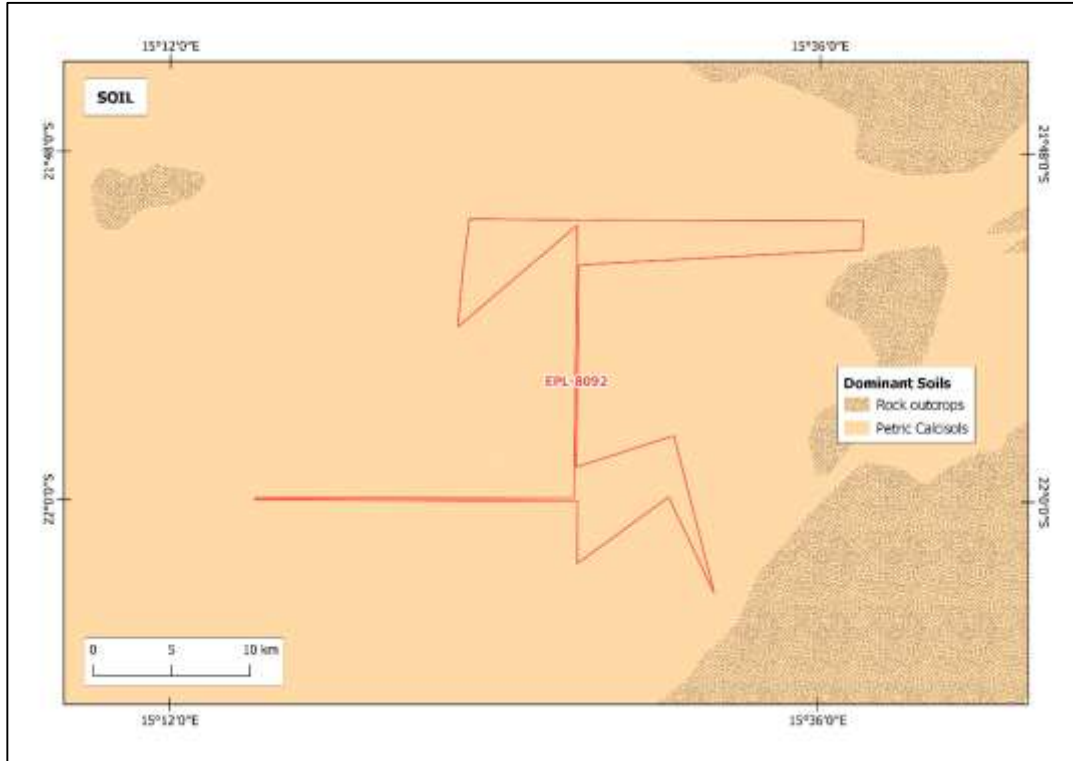 15°12'0"E
15°36'0"E
SOIL
21°48'0"S
21°48'0"S
EPL-8092
Dominant Soils
Rock outcrops
Petric Calcisols
22°0'0"S
22°0'0"S
0 5 10 km
15°12'0"E
15°36'0"E